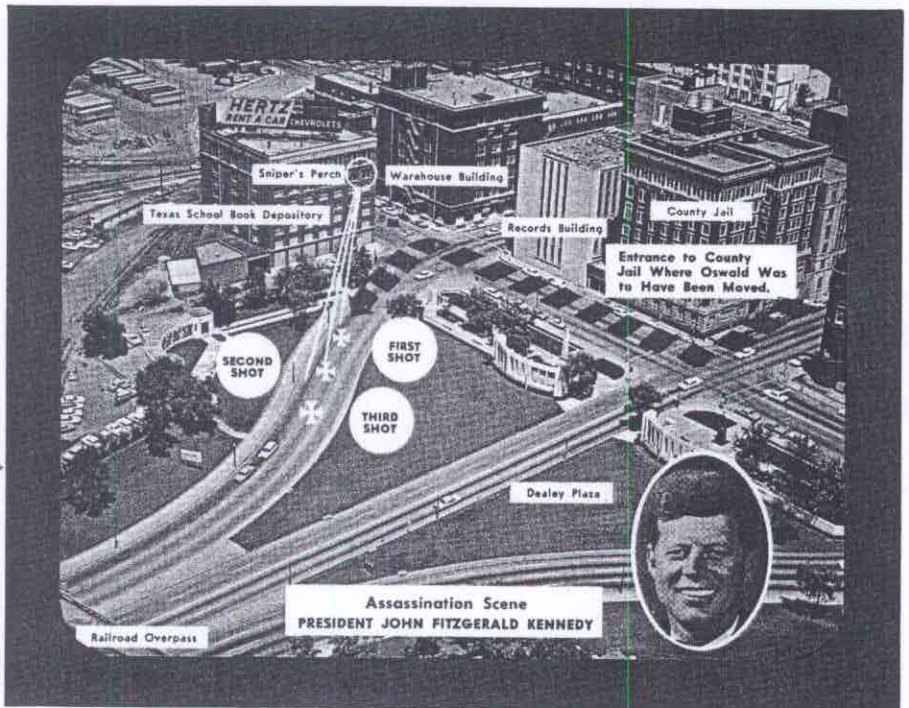 HERTZ
RENT A CAR
CHEVROLETS
Sniper's Perch
Warehouse Building
Texas School Book Depository
County Jail
Records Building
Entrance to County
Jail Where Oswald Was
to Have Been Moved.
SECOND
SHOT
FIRST
SHOT
THIRD
SHOT
Dealey Plaza
Assassination Scene
PRESIDENT JOHN FITZGERALD KENNEDY
Railroad Overpass